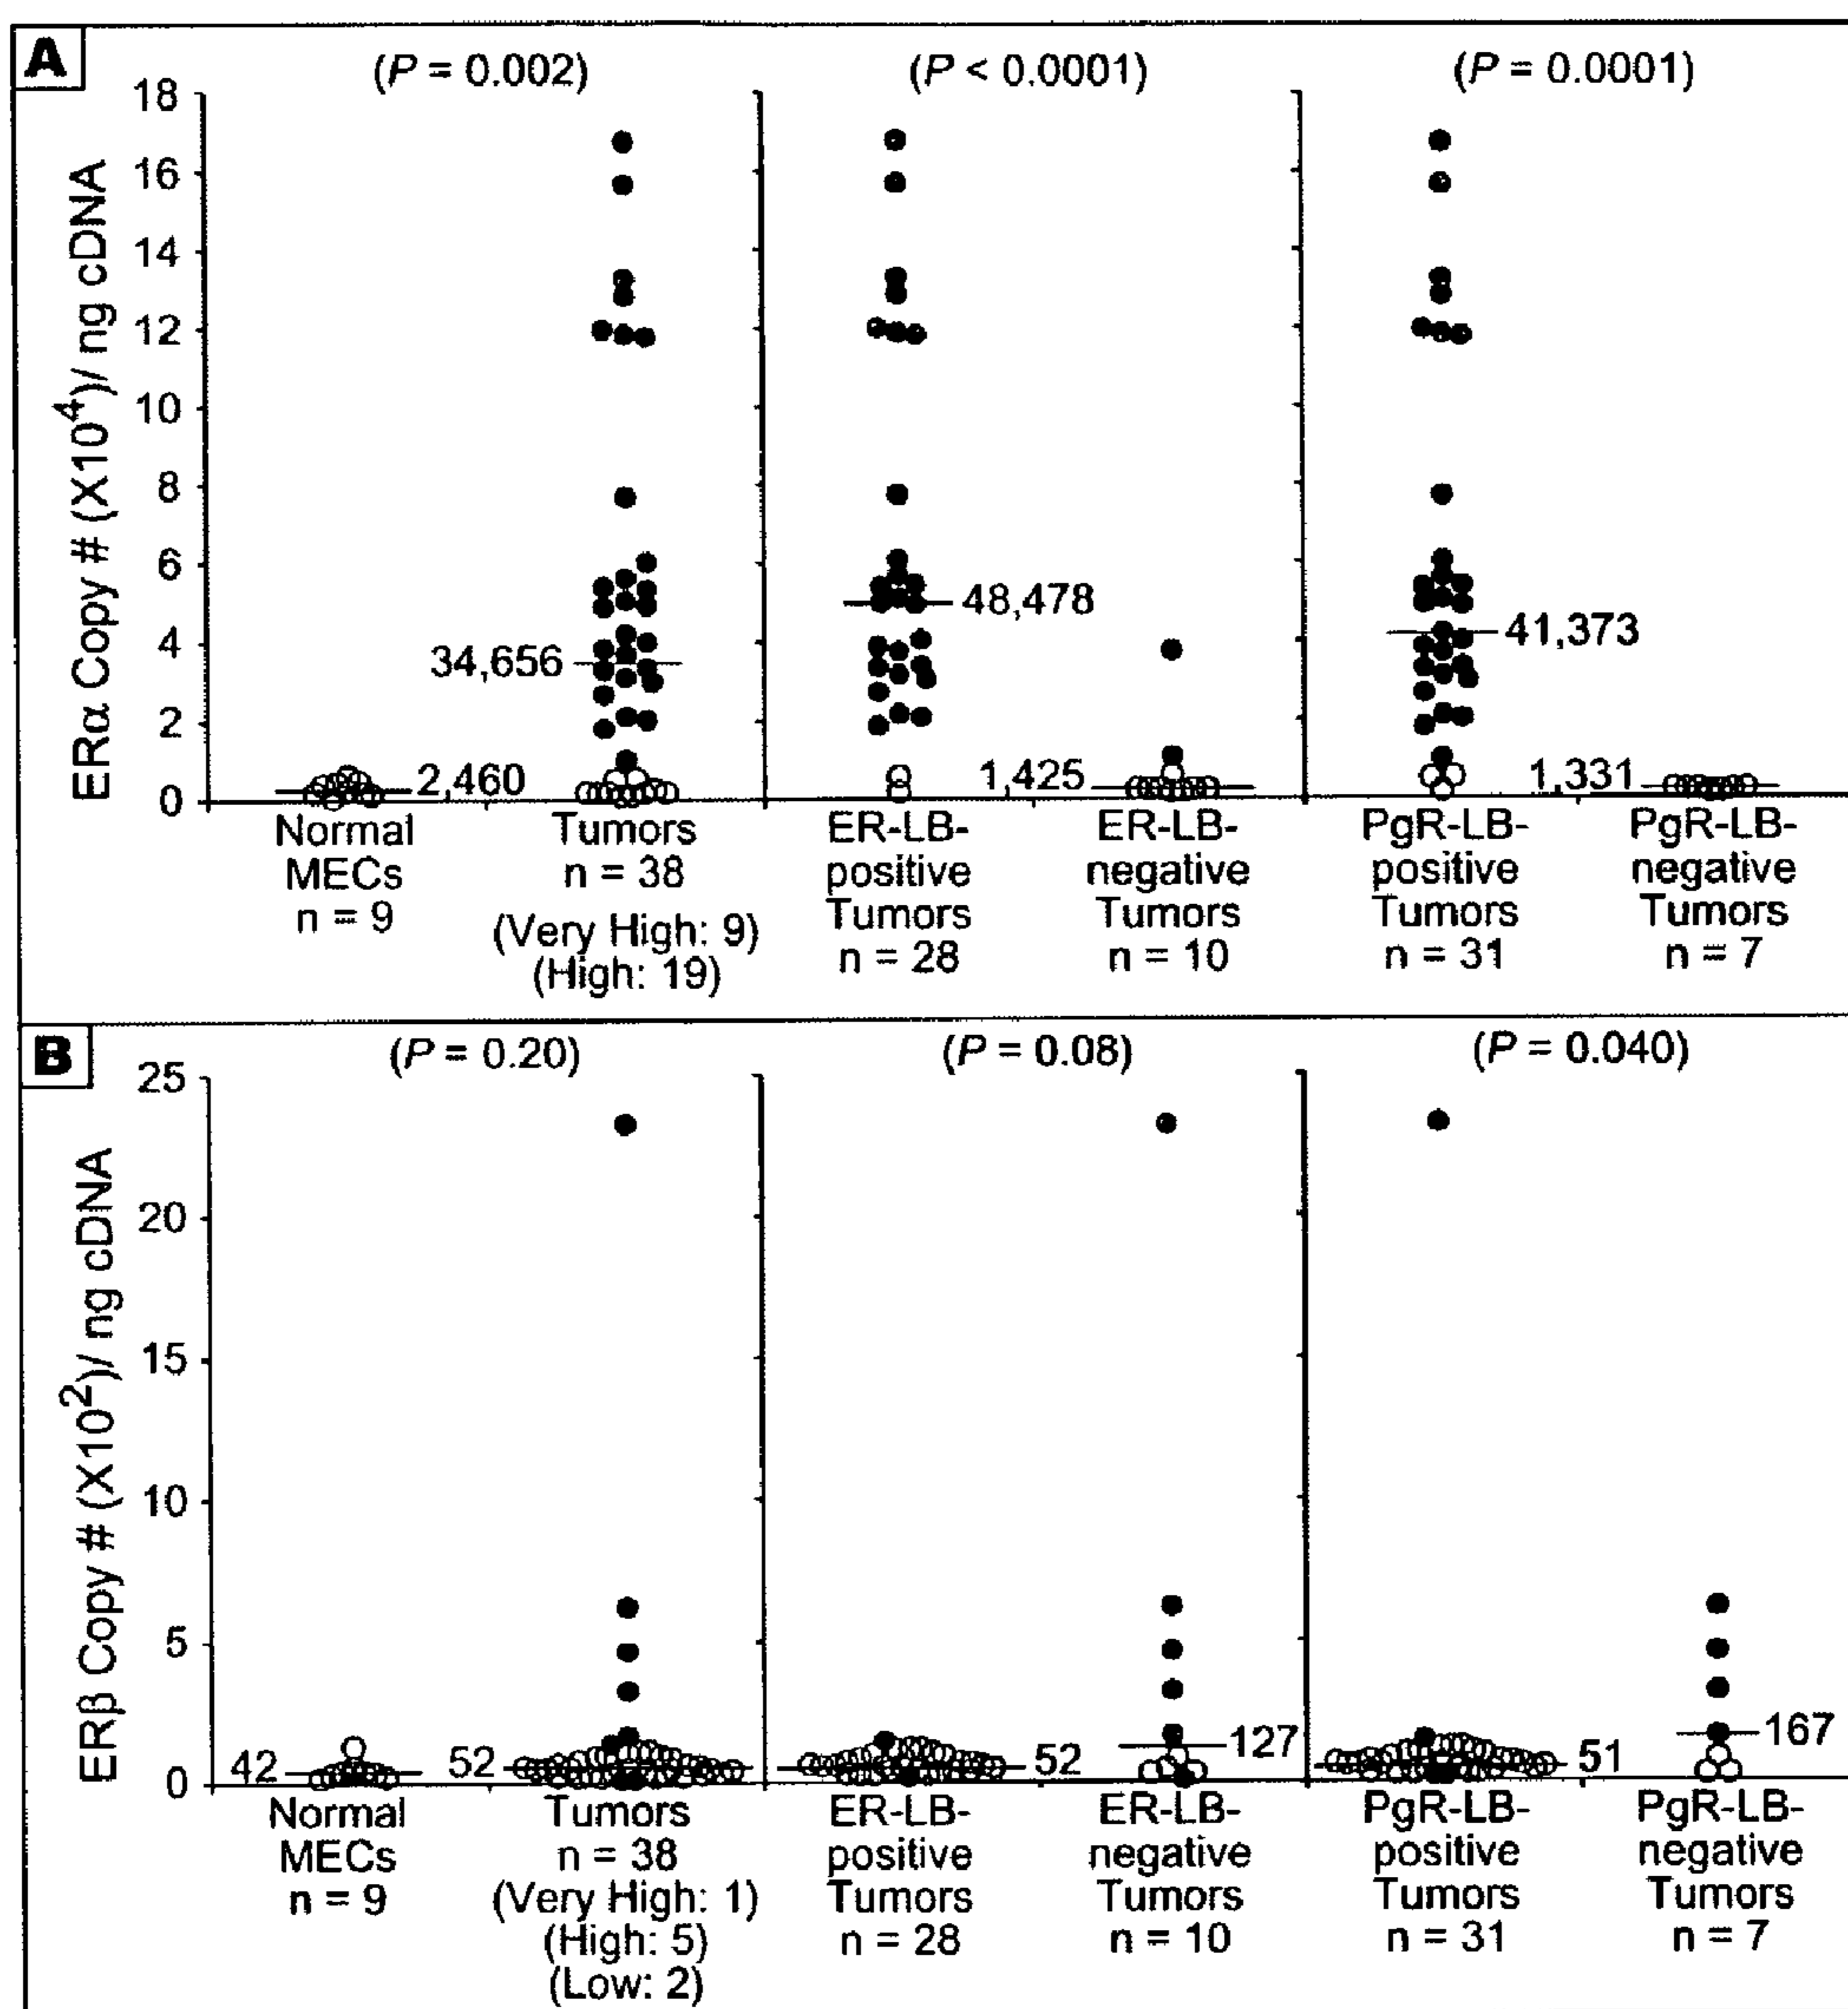 A
(P = 0.002)
(P < 0.0001)
(P = 0.0001)
ERα Copy # (X10⁴)/ ng cDNA
18
16
14
12
10
8
6
4
2
0
34,656
2,460
48,478
1,425
41,373
1,331
Normal
MECs
n = 9
Tumors
n = 38
(Very High: 9)
(High: 19)
ER-LB-
positive
Tumors
n = 28
ER-LB-
negative
Tumors
n = 10
PgR-LB-
positive
Tumors
n = 31
PgR-LB-
negative
Tumors
n = 7
B
(P = 0.20)
(P = 0.08)
(P = 0.040)
ERβ Copy # (X10²)/ ng cDNA
25
20
15
10
5
0
42
52
52
127
51
167
Normal
MECs
n = 9
Tumors
n = 38
(Very High: 1)
(High: 5)
(Low: 2)
ER-LB-
positive
Tumors
n = 28
ER-LB-
negative
Tumors
n = 10
PgR-LB-
positive
Tumors
n = 31
PgR-LB-
negative
Tumors
n = 7